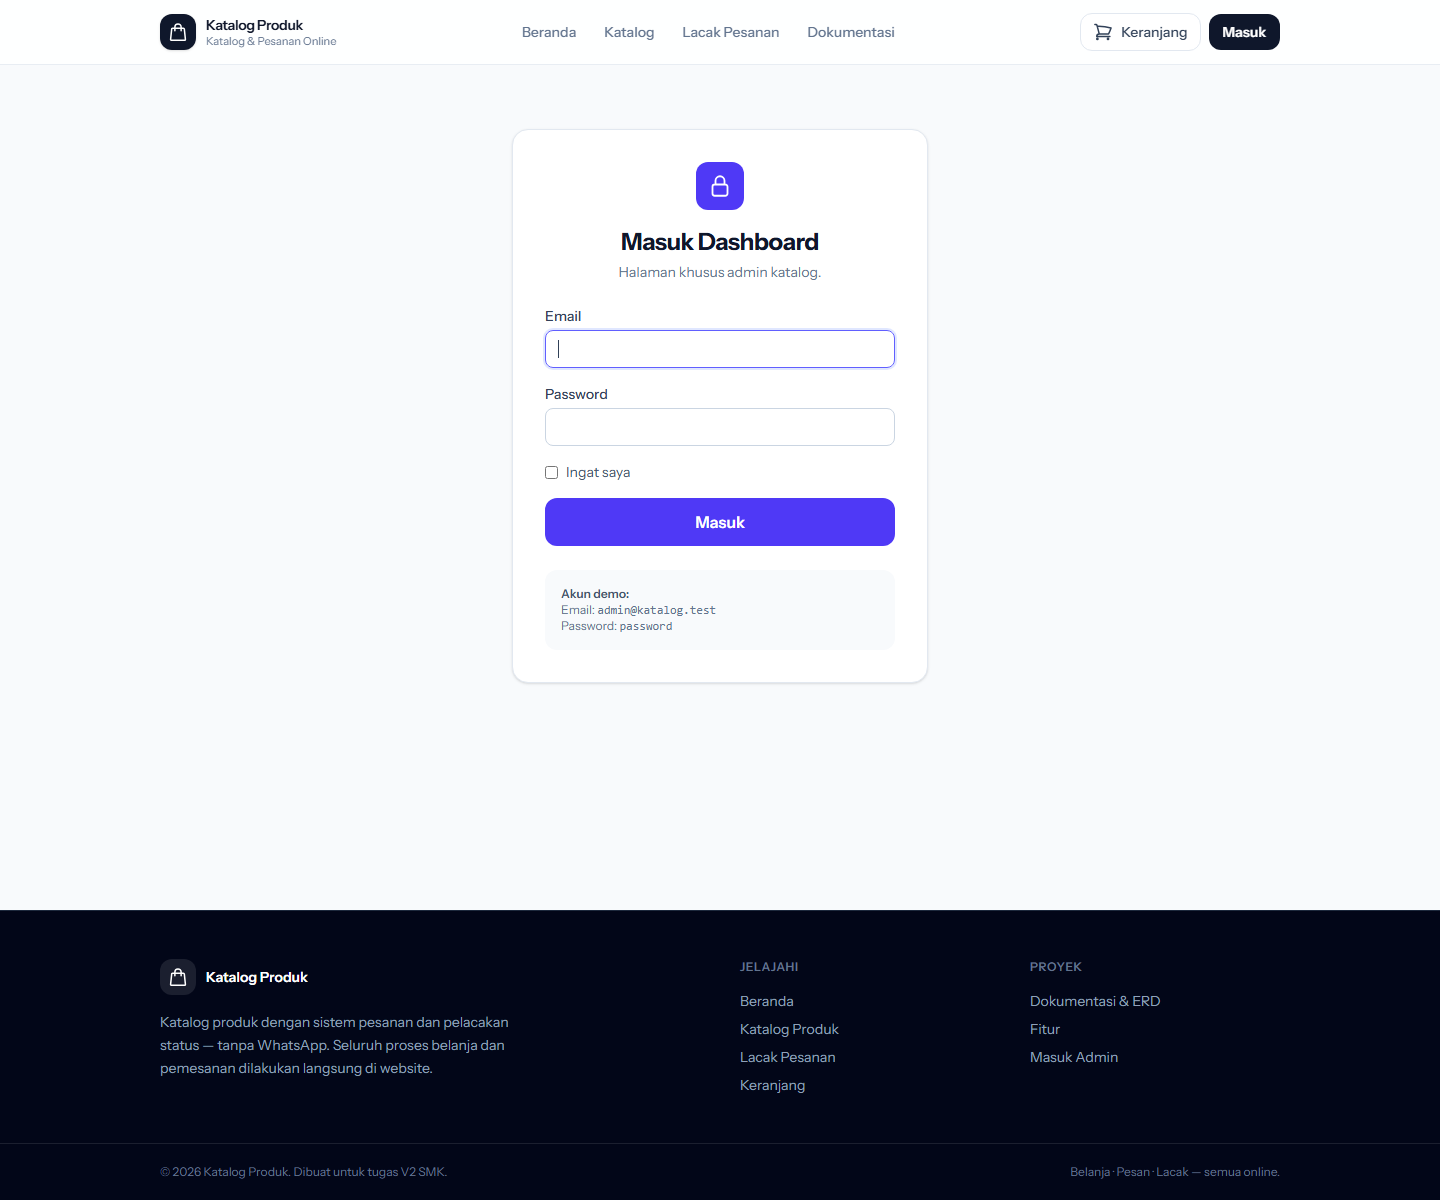 Katalog Produk
Katalog & Pesanan Online
Beranda
Katalog
Lacak Pesanan
Dokumentasi
Keranjang
Masuk
Masuk Dashboard
Halaman khusus admin katalog.
Email
Password
Ingat saya
Masuk
Akun demo:
Email: admin@katalog.test
Password: password
Katalog Produk
Katalog produk dengan sistem pesanan dan pelacakan
status — tanpa WhatsApp. Seluruh proses belanja dan
pemesanan dilakukan langsung di website.
JELAJAHI
Beranda
Katalog Produk
Lacak Pesanan
Keranjang
PROYEK
Dokumentasi & ERD
Fitur
Masuk Admin
© 2026 Katalog Produk. Dibuat untuk tugas V2 SMK.
Belanja · Pesan · Lacak — semua online.